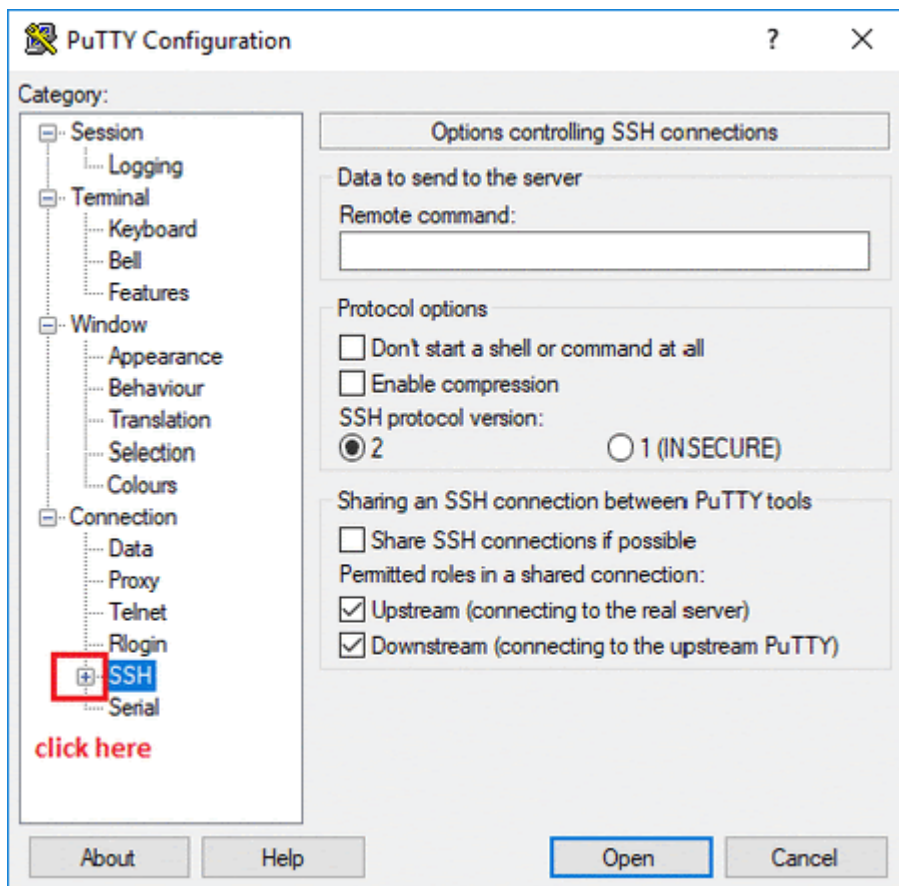 PuTTY Configuration
?
Category:
Session
Logging
Terminal
Keyboard
Bell
Features
Window
Appearance
Behaviour
Translation
Selection
Colours
Connection
Data
Proxy
Telnet
Rlogin
SSH
Serial
click here
Options controlling SSH connections
Data to send to the server
Remote command:
Protocol options
Don't start a shell or command at all
Enable compression
SSH protocol version:
2 1 (INSECURE)
Sharing an SSH connection between PuTTY tools
Share SSH connections if possible
Permitted roles in a shared connection:
Upstream (connecting to the real server)
Downstream (connecting to the upstream PuTTY)
About Help Open Cancel